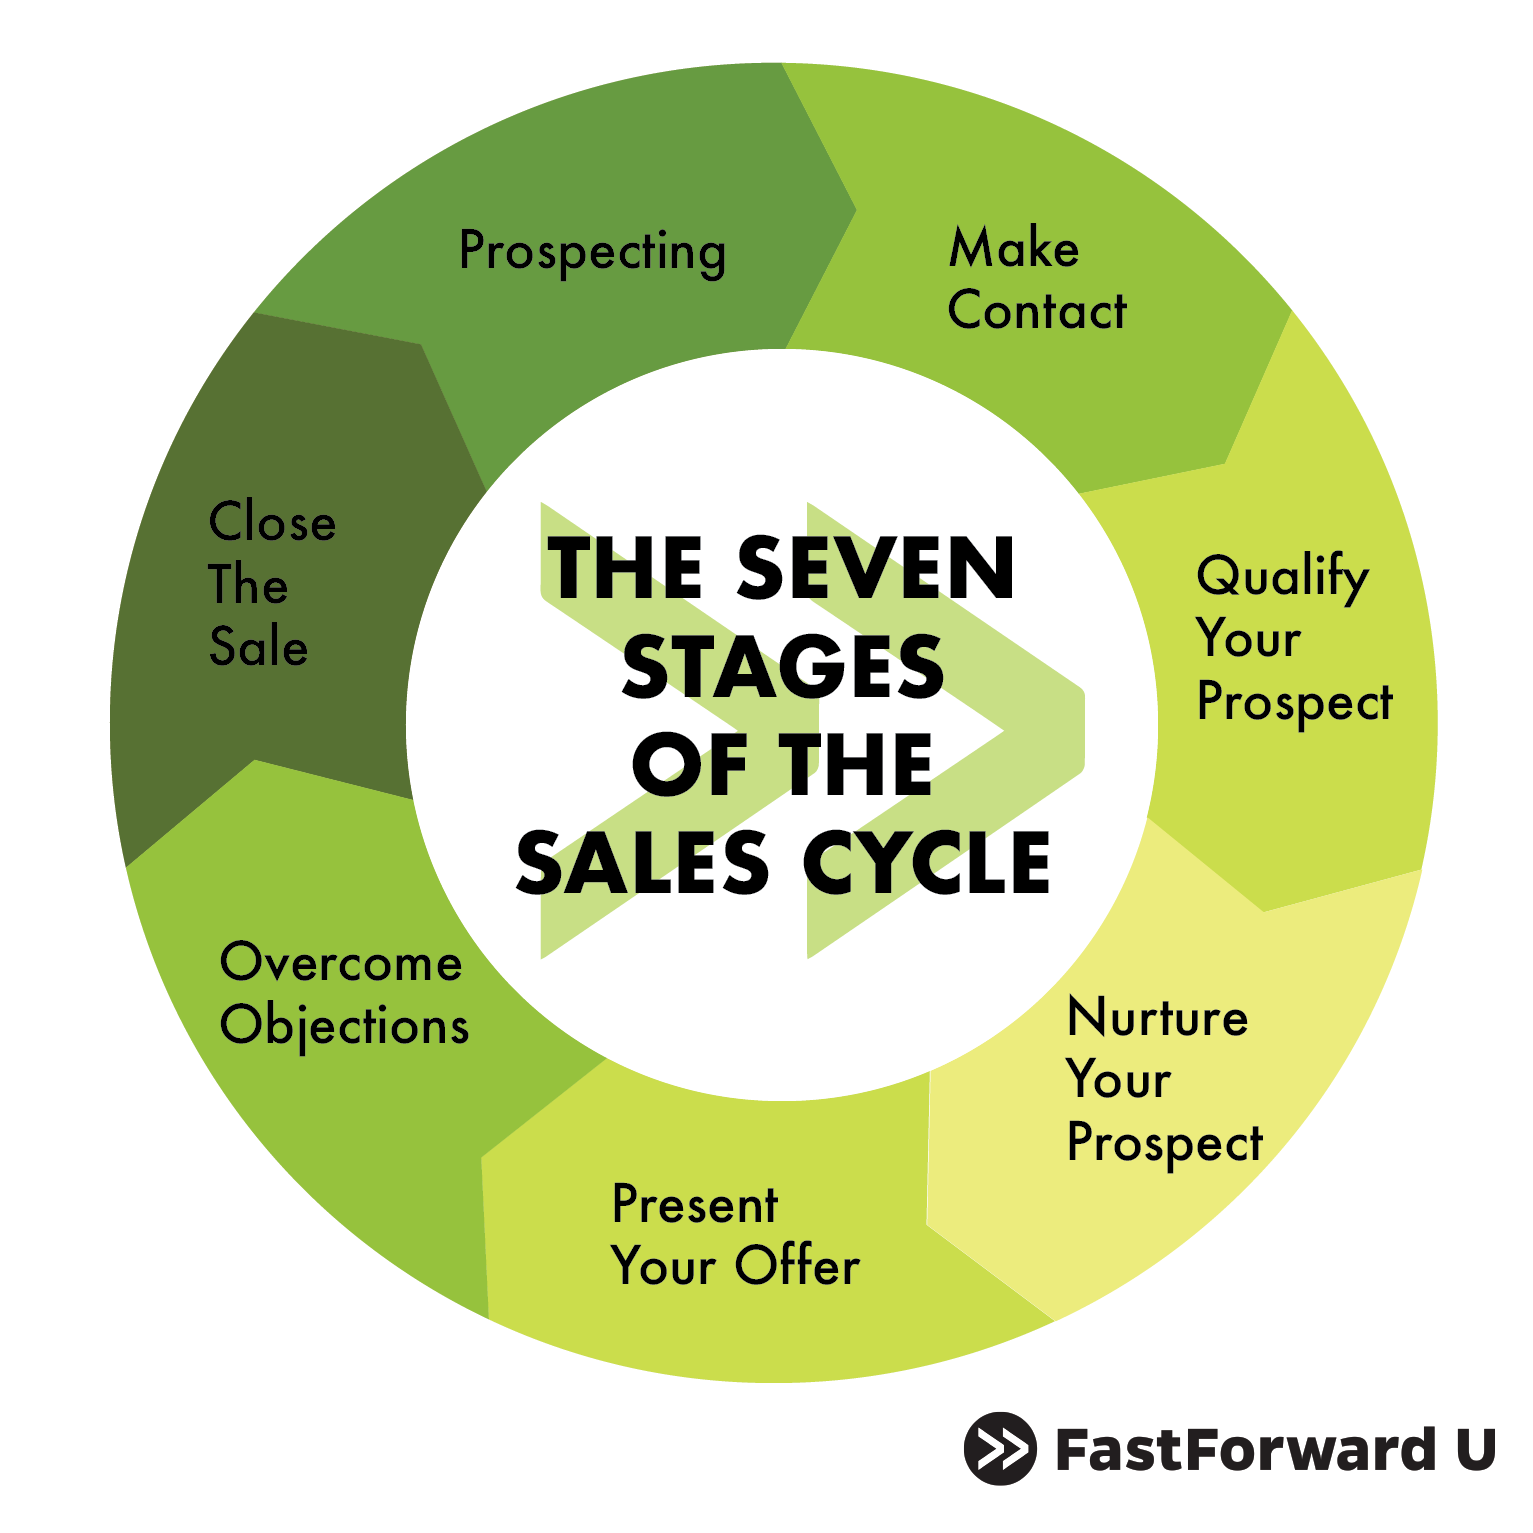 Prospecting
Make
Contact
Qualify
Your
Prospect
Nurture
Your
Prospect
Present
Your Offer
Overcome
Objections
Close
The
Sale
THE SEVEN
STAGES
OF THE
SALES CYCLE
FastForward U